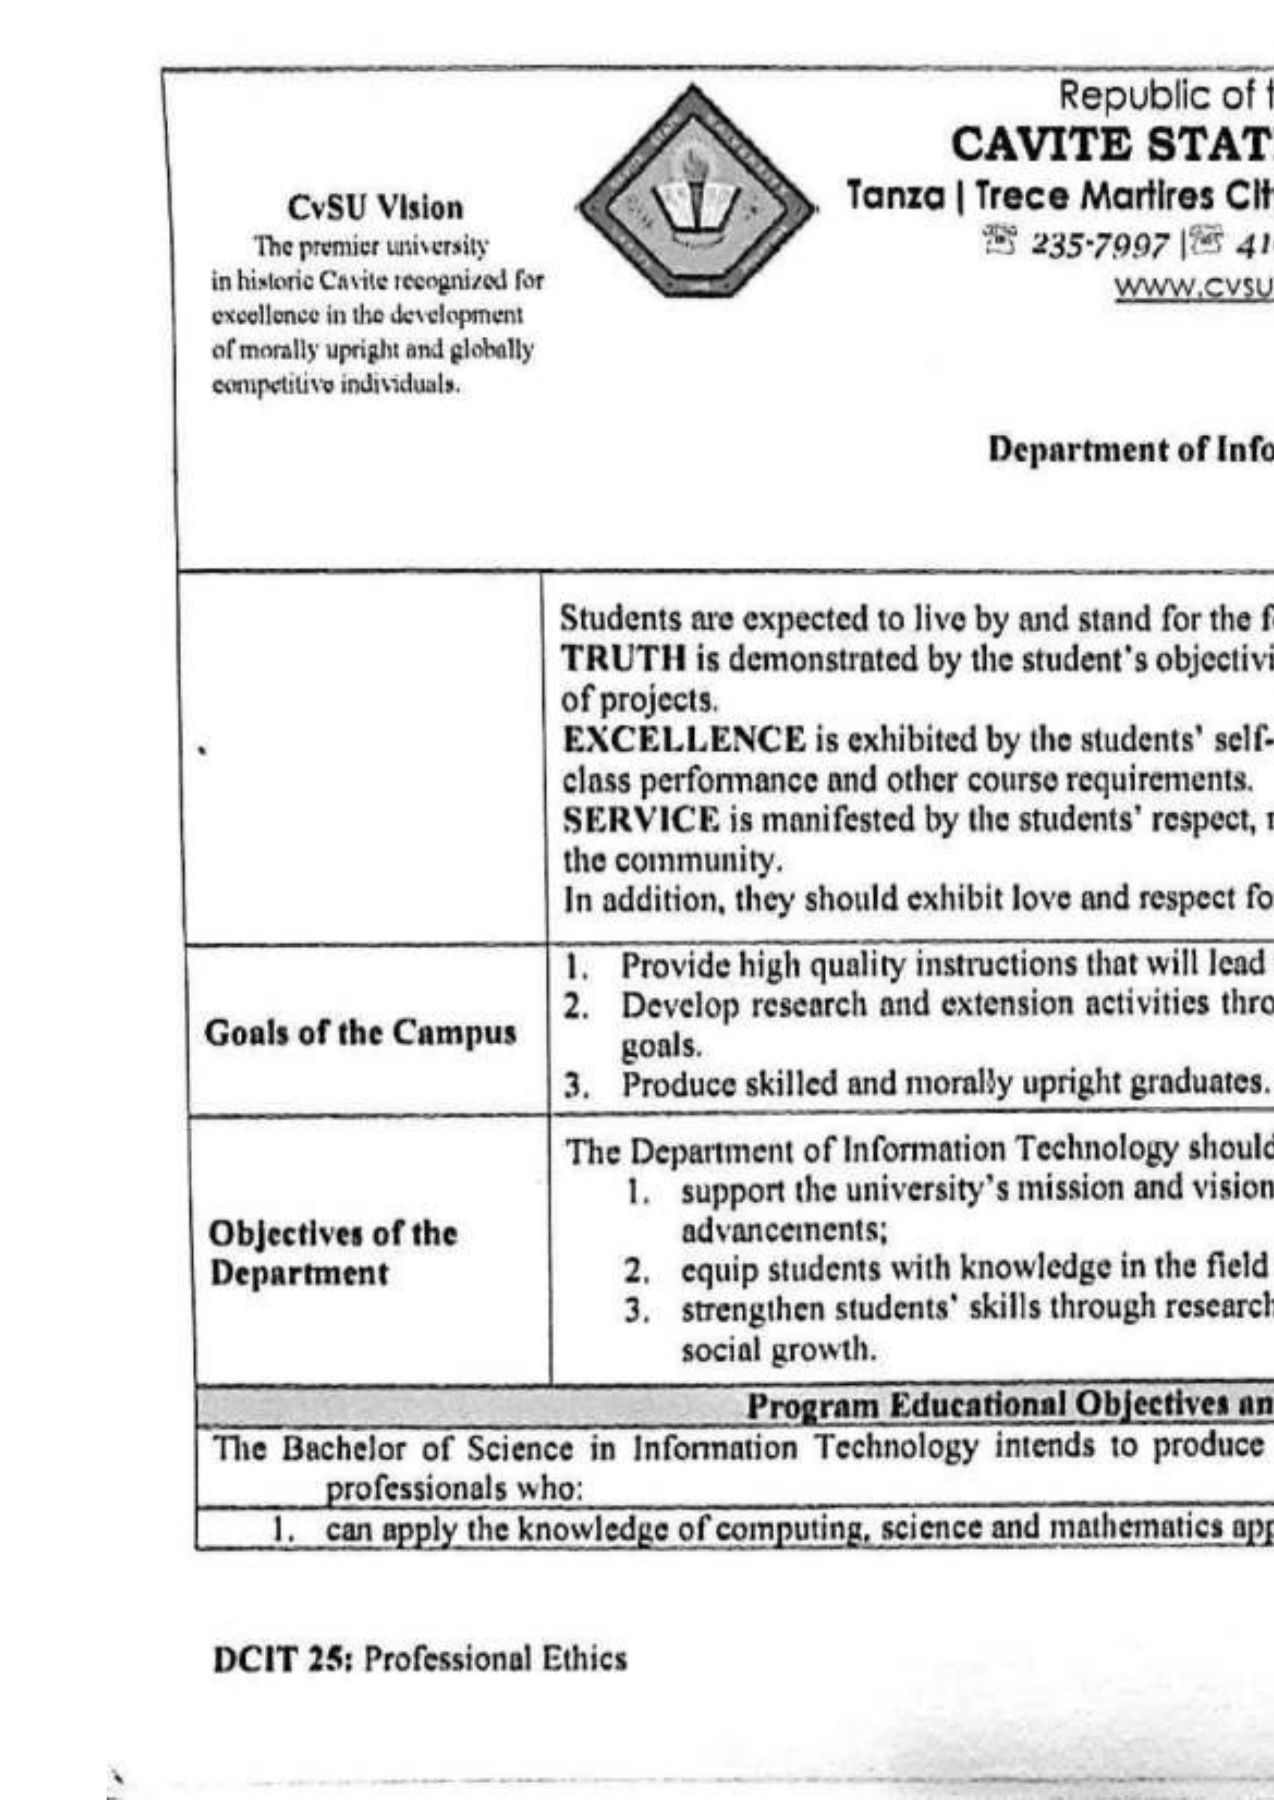 Republic of
CAVITE STAT
Tanza | Trece Martires Cit
235-7997 | 41
www.cvsu
CvSU Vision
The premier university
in historic Cavite recognized for
excellence in the development
of morally upright and globally
competitive individuals.
Department of Info
Students are expected to live by and stand for the f
TRUTH is demonstrated by the student's objectivi
of projects.
EXCELLENCE is exhibited by the students' self-
class performance and other course requirements.
SERVICE is manifested by the students' respect,
the community.
In addition, they should exhibit love and respect fo
Goals of the Campus
1. Provide high quality instructions that will lead
2. Develop research and extension activities thro
goals.
3. Produce skilled and morally upright graduates.
Objectives of the
Department
The Department of Information Technology should
1. support the university's mission and vision
advancements;
2. equip students with knowledge in the field
3. strengthen students' skills through research
social growth.
Program Educational Objectives an
The Bachelor of Science in Information Technology intends to produce
professionals who:
1. can apply the knowledge of computing, science and mathematics app
DCIT 25: Professional Ethics